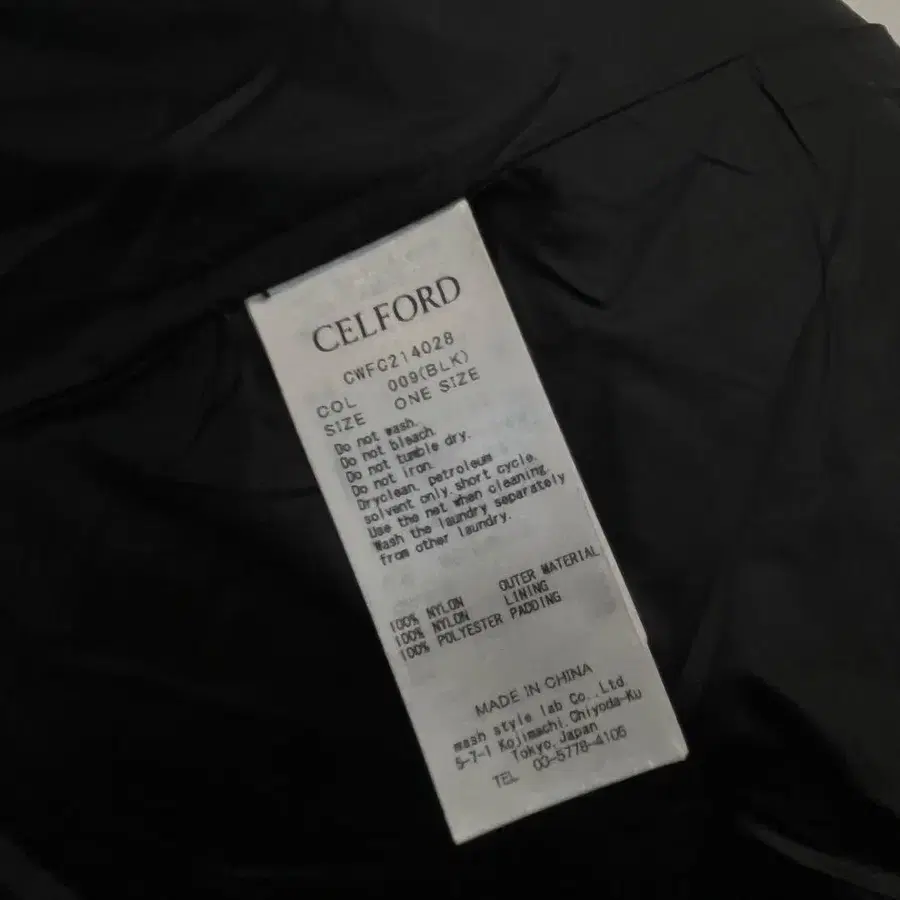 CELFORD
CWFC214028
COL 009(BLK)
SIZE ONE SIZE
Do not wash.
Do not bleach.
Do not tumble dry.
Do not iron.
Dryclean, petroleum
solvent only short cycle.
Use the net when cleaning.
Wash the laundry separately
from other laundry.
100% NYLON OUTER MATERIAL
100% NYLON LINING
100% POLYESTER PADDING
MADE IN CHINA
mash style lab Co.,Ltd.
5-7-1 Kojimachi,Chiyoda-Ku
Tokyo,Japan
TEL 03-5778-4106